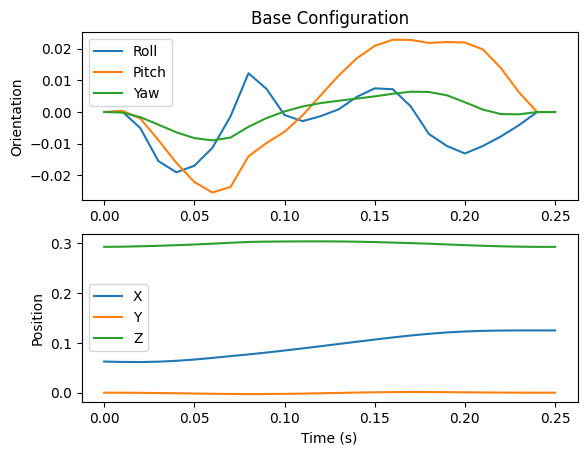 Base Configuration
Orientation
0.02
0.01
0.00
−0.01
−0.02
Roll
Pitch
Yaw
0.00 0.05 0.10 0.15 0.20 0.25
Position
0.3
0.2
0.1
0.0
X
Y
Z
0.00 0.05 0.10 0.15 0.20 0.25
Time (s)